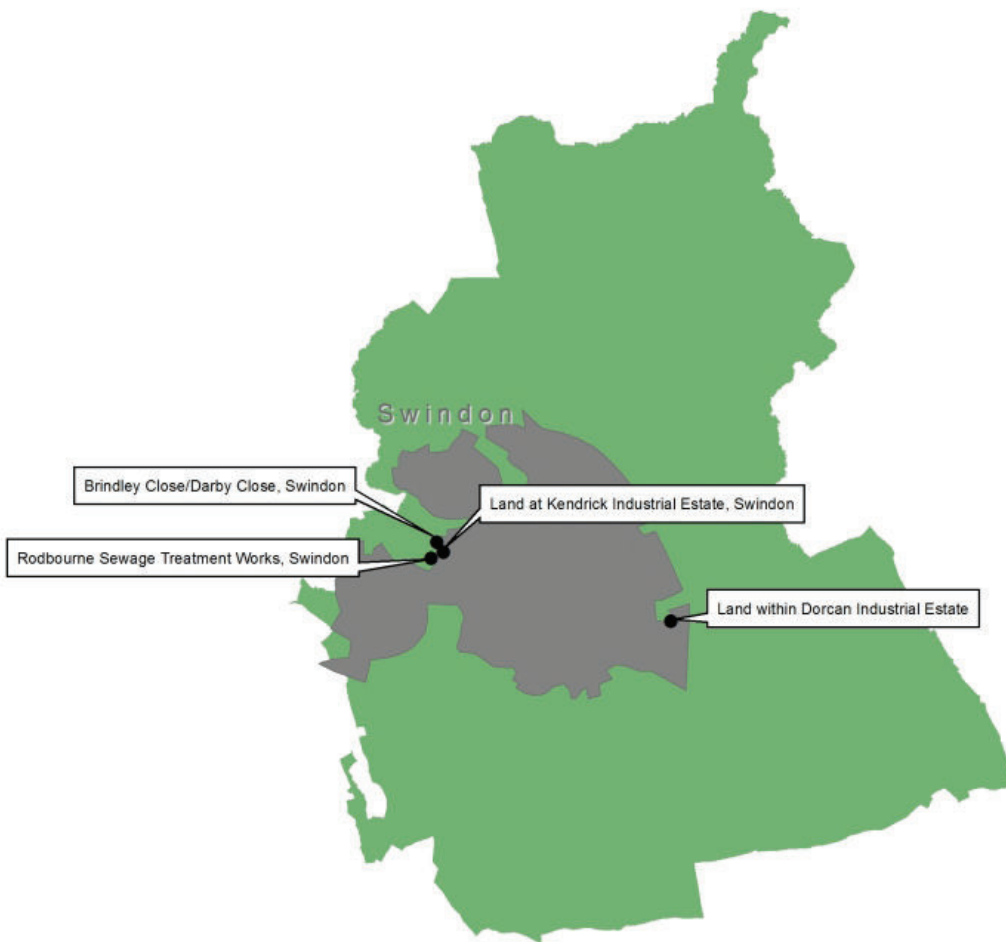 Swindon
Brindley Close/Darby Close, Swindon
Land at Kendrick Industrial Estate, Swindon
Rodbourne Sewage Treatment Works, Swindon
Land within Dorcan Industrial Estate